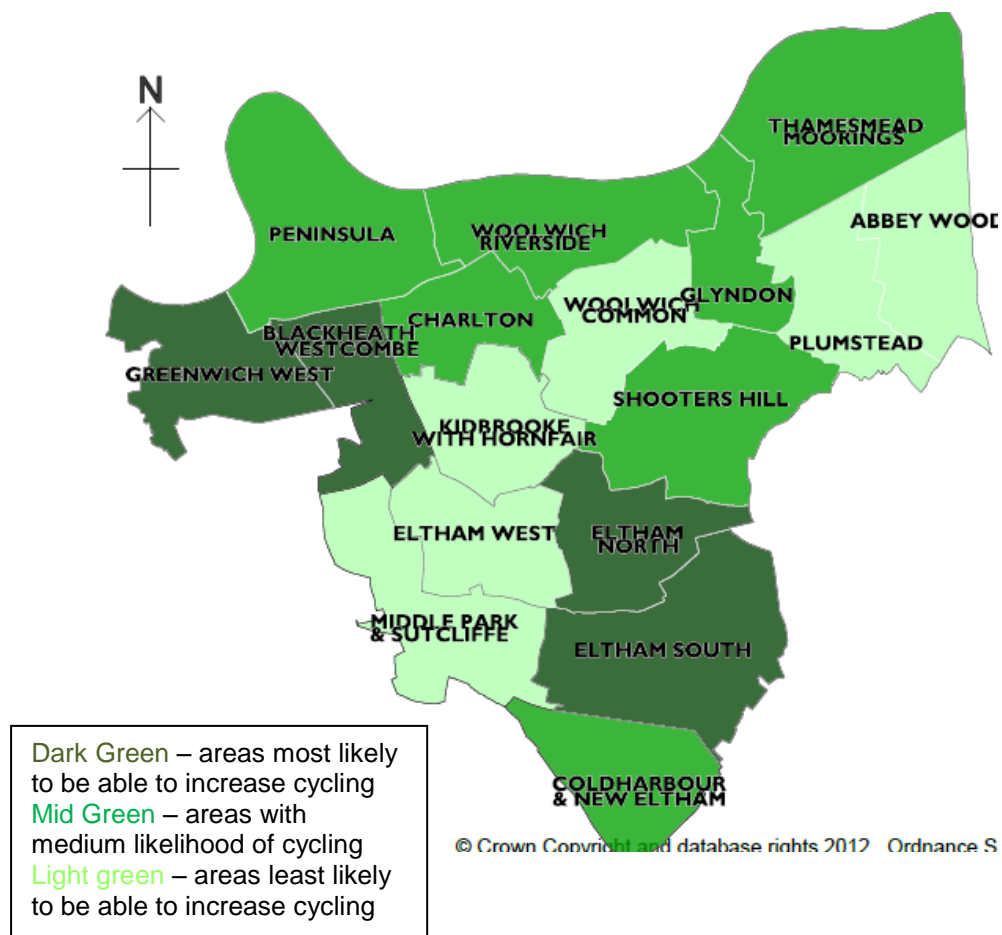 N
THAMESMEAD
MOORINGS
ABBEY WOOD
PENINSULA
WOOLWICH
RIVERSIDE
GLYNDON
WOOLWICH
COMMON
CHARLTON
BLACKHEATH
WESTCOMBE
PLUMSTEAD
GREENWICH WEST
SHOOTERS HILL
KIDBROOKE
WITH HORNFAIR
ELTHAM WEST
ELTHAM
NORTH
MIDDLE PARK
& SUTCLIFFE
ELTHAM SOUTH
COLDHARBOUR
& NEW ELTHAM
Dark Green – areas most likely
to be able to increase cycling
Mid Green – areas with
medium likelihood of cycling
Light green – areas least likely
to be able to increase cycling
© Crown Copyright and database rights 2012 Ordnance S